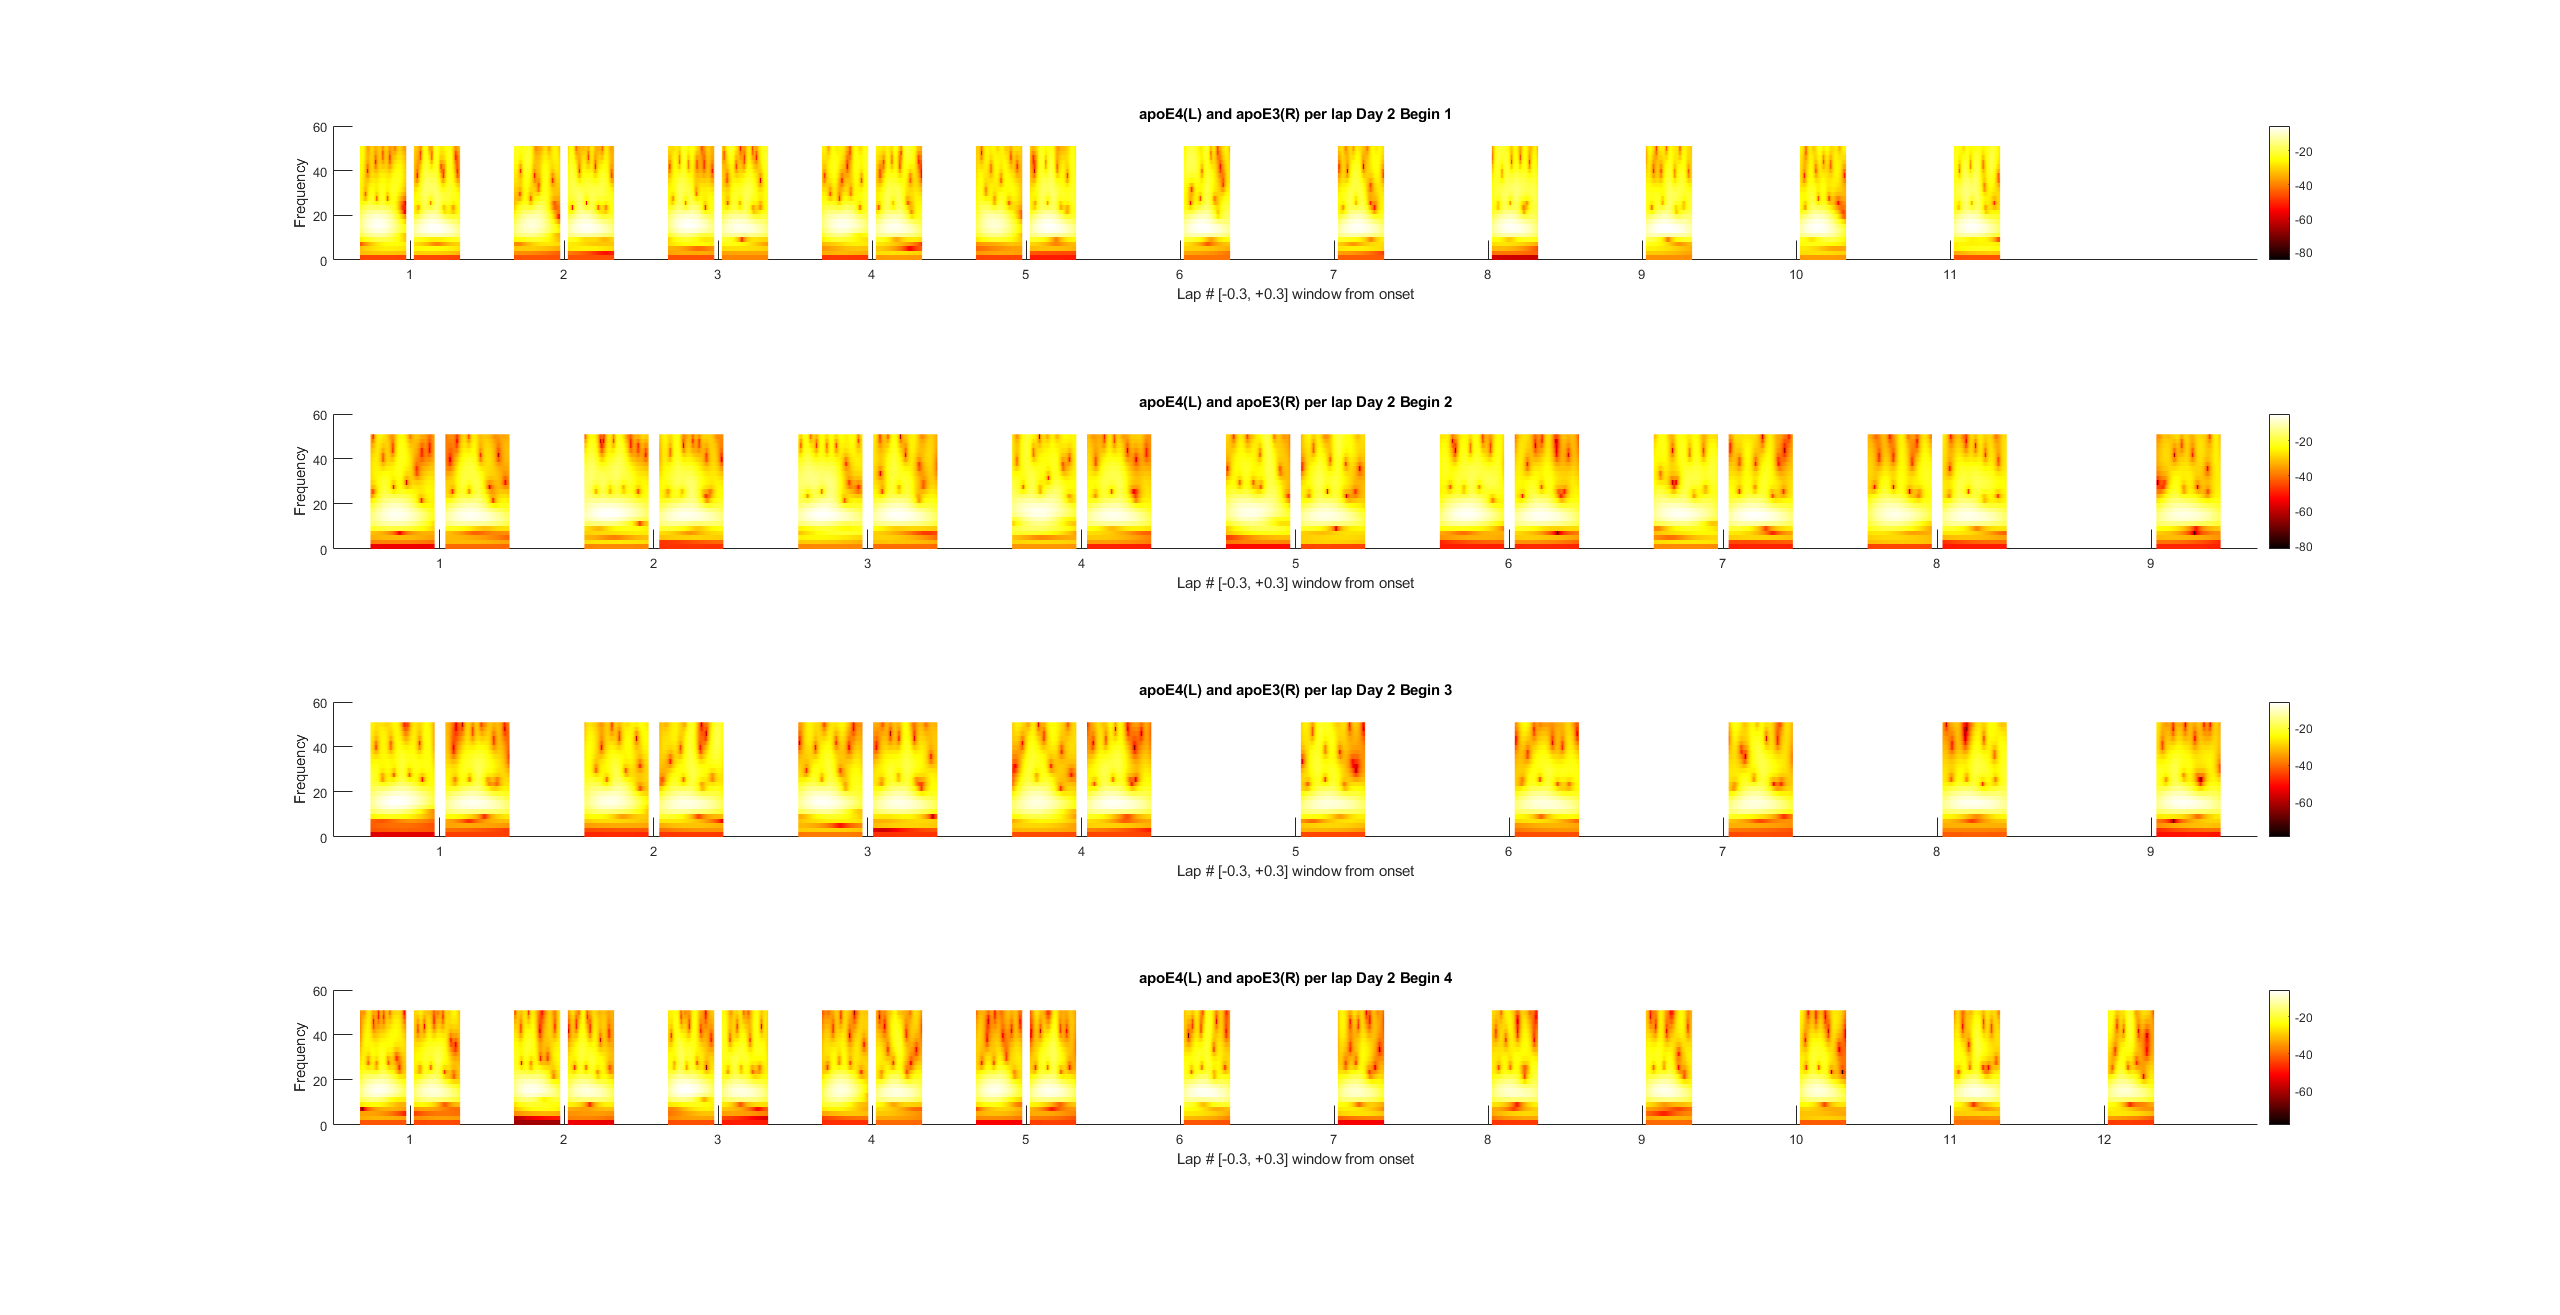 apoE4(L) and apoE3(R) per lap Day 2 Begin 1
60
40
20
0
Frequency
1 2 3 4 5 6 7 8 9 10 11
Lap # [-0.3, +0.3] window from onset
-20
-40
-60
-80
apoE4(L) and apoE3(R) per lap Day 2 Begin 2
60
40
20
0
Frequency
1 2 3 4 5 6 7 8 9
Lap # [-0.3, +0.3] window from onset
-20
-40
-60
-80
apoE4(L) and apoE3(R) per lap Day 2 Begin 3
60
40
20
0
Frequency
1 2 3 4 5 6 7 8 9
Lap # [-0.3, +0.3] window from onset
-20
-40
-60
apoE4(L) and apoE3(R) per lap Day 2 Begin 4
60
40
20
0
Frequency
1 2 3 4 5 6 7 8 9 10 11 12
Lap # [-0.3, +0.3] window from onset
-20
-40
-60